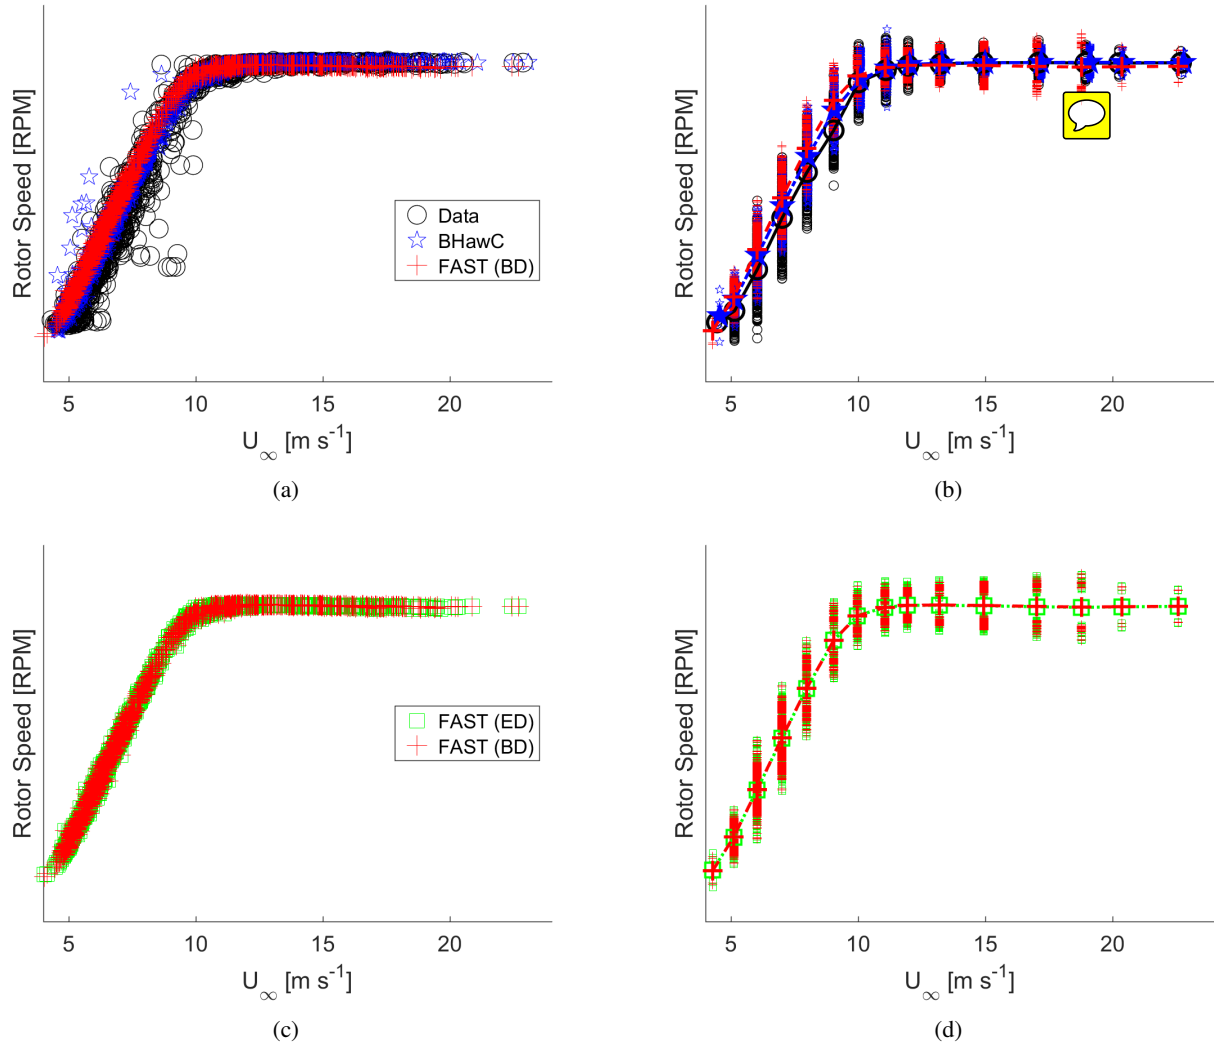 Rotor Speed [RPM]
Data
BHawC
FAST (BD)
5 10 15 20
U∞ [m s-1]
(a)
Rotor Speed [RPM]
5 10 15 20
U∞ [m s-1]
(b)
Rotor Speed [RPM]
FAST (ED)
FAST (BD)
5 10 15 20
U∞ [m s-1]
(c)
Rotor Speed [RPM]
5 10 15 20
U∞ [m s-1]
(d)